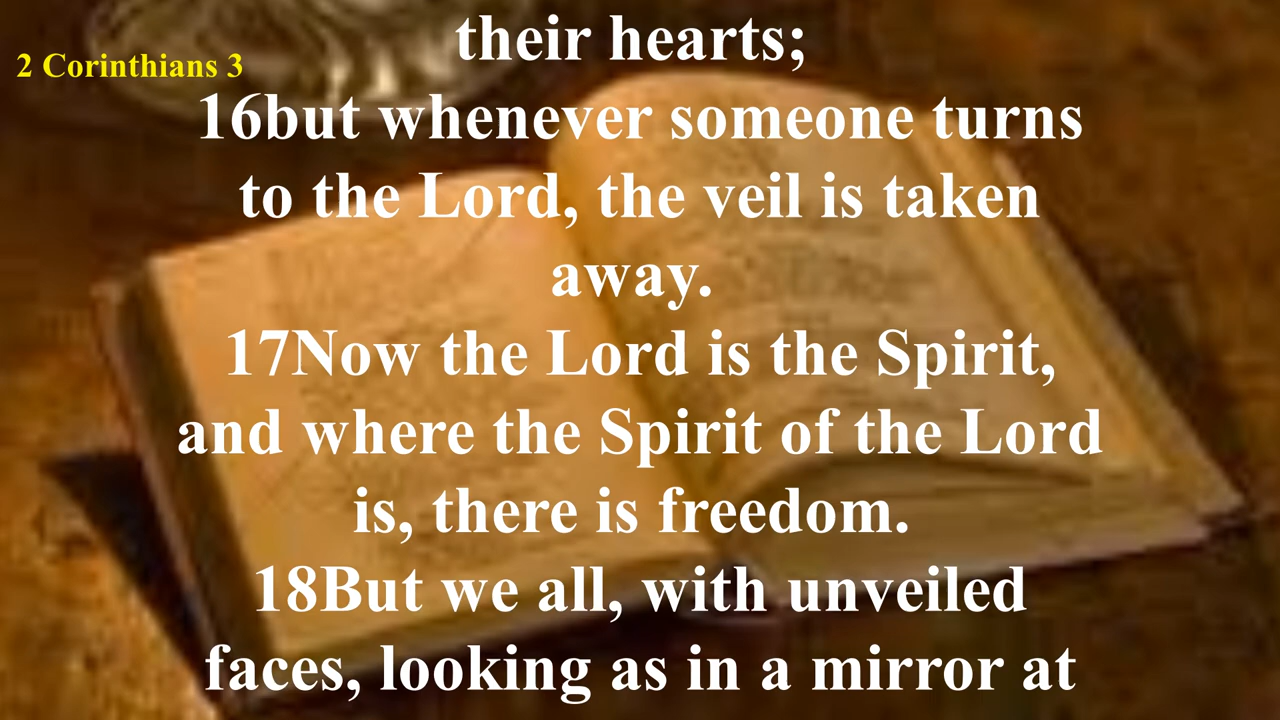 their hearts;
2 Corinthians 3
16but whenever someone turns
to the Lord, the veil is taken
away.
17Now the Lord is the Spirit,
and where the Spirit of the Lord
is, there is freedom.
18But we all, with unveiled
faces, looking as in a mirror at